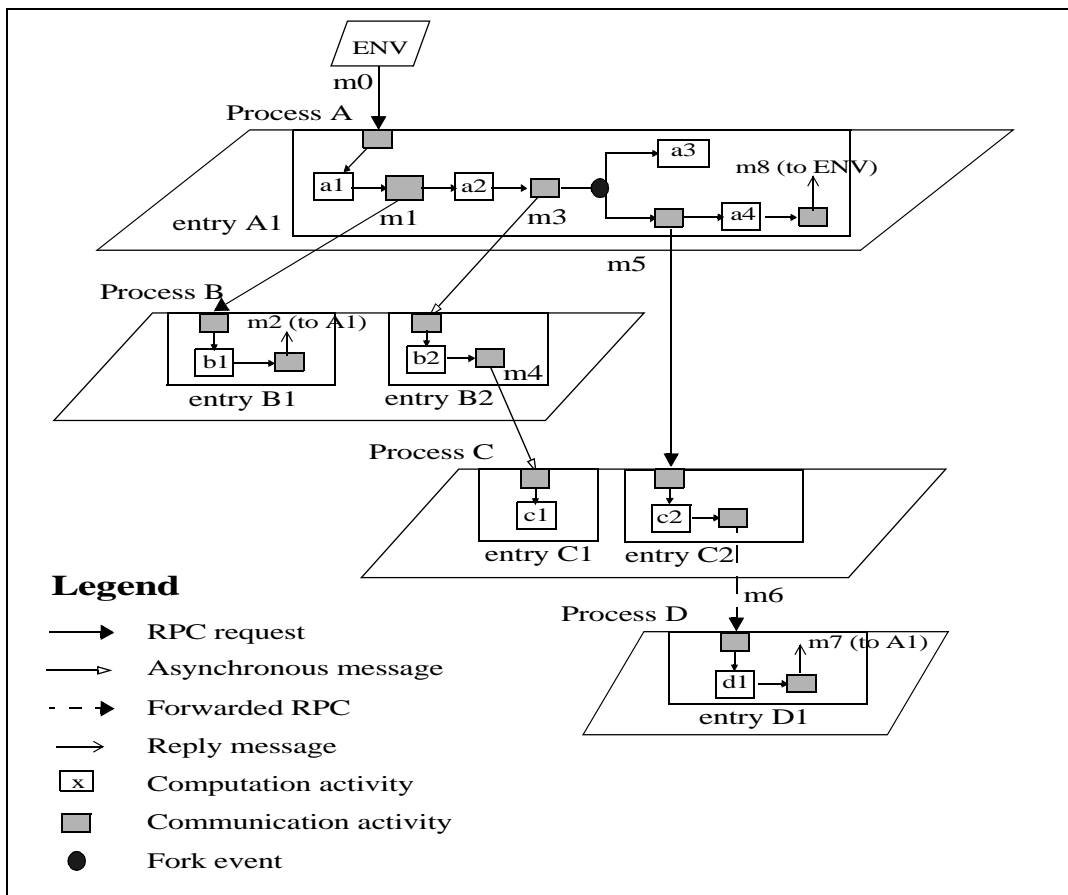 ENV
m0
Process A
a3
m8 (to ENV)
a1
a2
entry A1
m1
m3
a4
m5
Process B
m2 (to A1)
b1
b2
m4
entry B1
entry B2
Process C
c1
c2
entry C1
entry C2
Legend
m6
Process D
RPC request
m7 (to A1)
Asynchronous message
d1
Forwarded RPC
entry D1
Reply message
x
Computation activity
Communication activity
Fork event